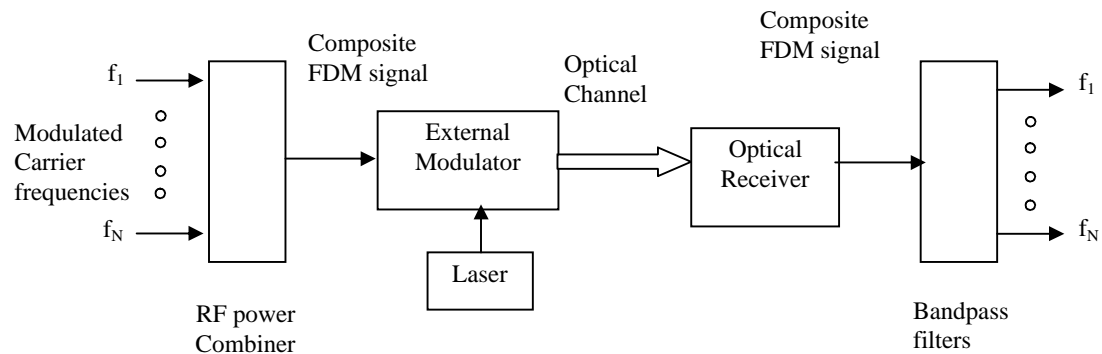 f1
Modulated
Carrier
frequencies
fN
RF power
Combiner
Composite
FDM signal
External
Modulator
Laser
Optical
Channel
Optical
Receiver
Composite
FDM signal
Bandpass
filters
f1
fN